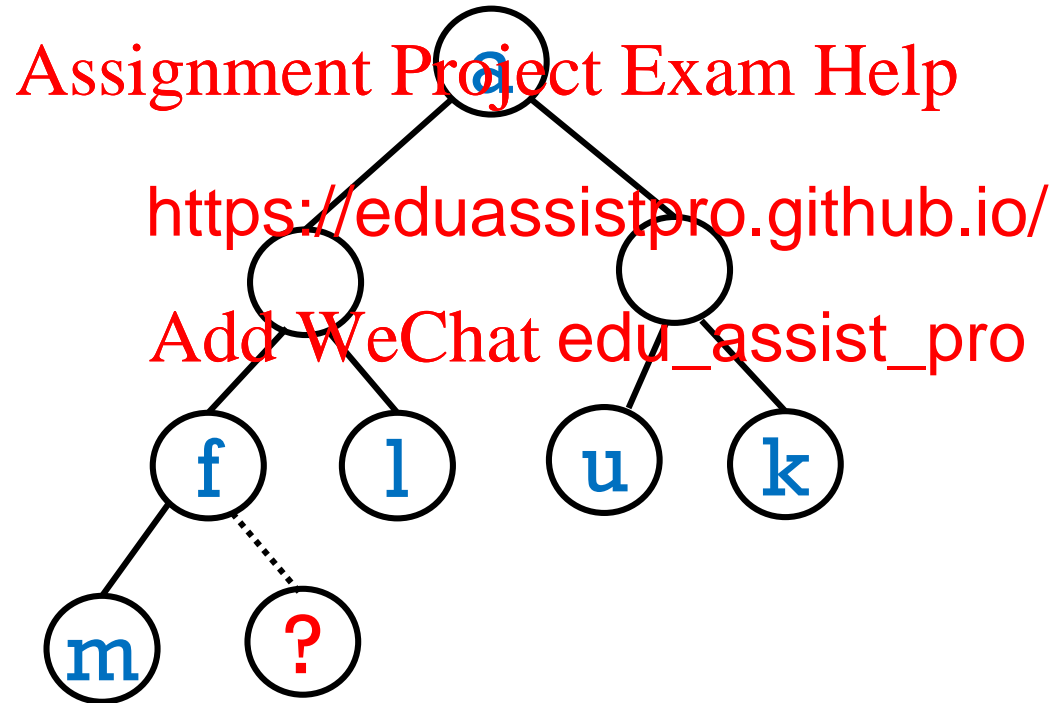 a
Assignment Project Exam Help
https://eduassistpro.github.io/
Add WeChat edu_assist_pro
f l u k
m ?